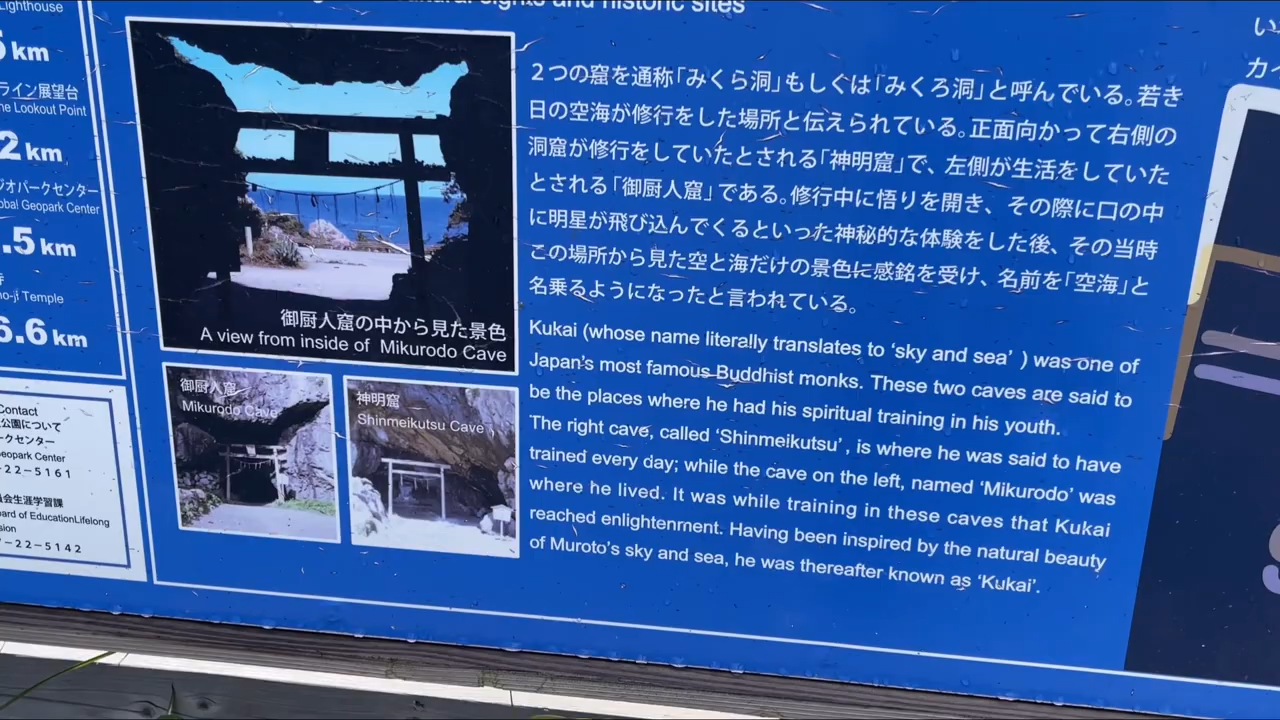 Lighthouse
5 km
ライン展望台
ne Lookout Point
2 km
ジオパークセンター
obal Geopark Center
.5 km
寺
ho-ji Temple
6.6 km
Contact
公園について
ークセンター
Geopark Center
-22-5161
員会生涯学習課
oard of EducationLifelong
sion
-22-5142
sights and historic sites
御厨人窟の中から見た景色
A view from inside of Mikurodo Cave
御厨人窟
Mikurodo Cave
神明窟
Shinmeikutsu Cave
2つの窟を通称「みくら洞」もしくは「みくろ洞」と呼んでいる。若き
日の空海が修行をした場所と伝えられている。正面向かって右側の
洞窟が修行をしていたとされる「神明窟」で、左側が生活をしていた
とされる「御厨人窟」である。修行中に悟りを開き、その際に口の中
に明星が飛び込んでくるといった神秘的な体験をした後、その当時
この場所から見た空と海だけの景色に感銘を受け、名前を「空海」と
名乗るようになったと言われている。
Kukai (whose name literally translates to ‘sky and sea’ ) was one of
Japan’s most famous Buddhist monks. These two caves are said to
be the places where he had his spiritual training in his youth.
The right cave, called ‘Shinmeikutsu’, is where he was said to have
trained every day; while the cave on the left, named ‘Mikurodo’ was
where he lived. It was while training in these caves that Kukai
reached enlightenment. Having been inspired by the natural beauty
of Muroto’s sky and sea, he was thereafter known as ‘Kukai’.
い
カイ